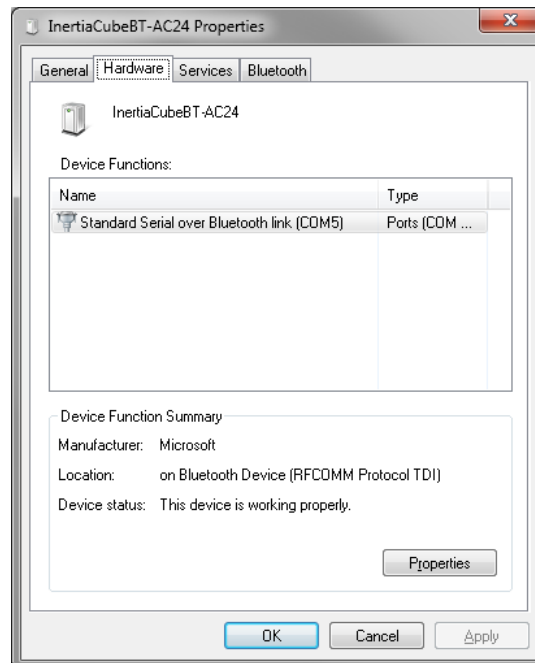 InertiaCubeBT-AC24 Properties
General Hardware Services Bluetooth
InertiaCubeBT-AC24
Device Functions:
Name Type
Standard Serial over Bluetooth link (COM5) Ports (COM ...
Device Function Summary
Manufacturer: Microsoft
Location: on Bluetooth Device (RFCOMM Protocol TDI)
Device status: This device is working properly.
Properties
OK Cancel Apply